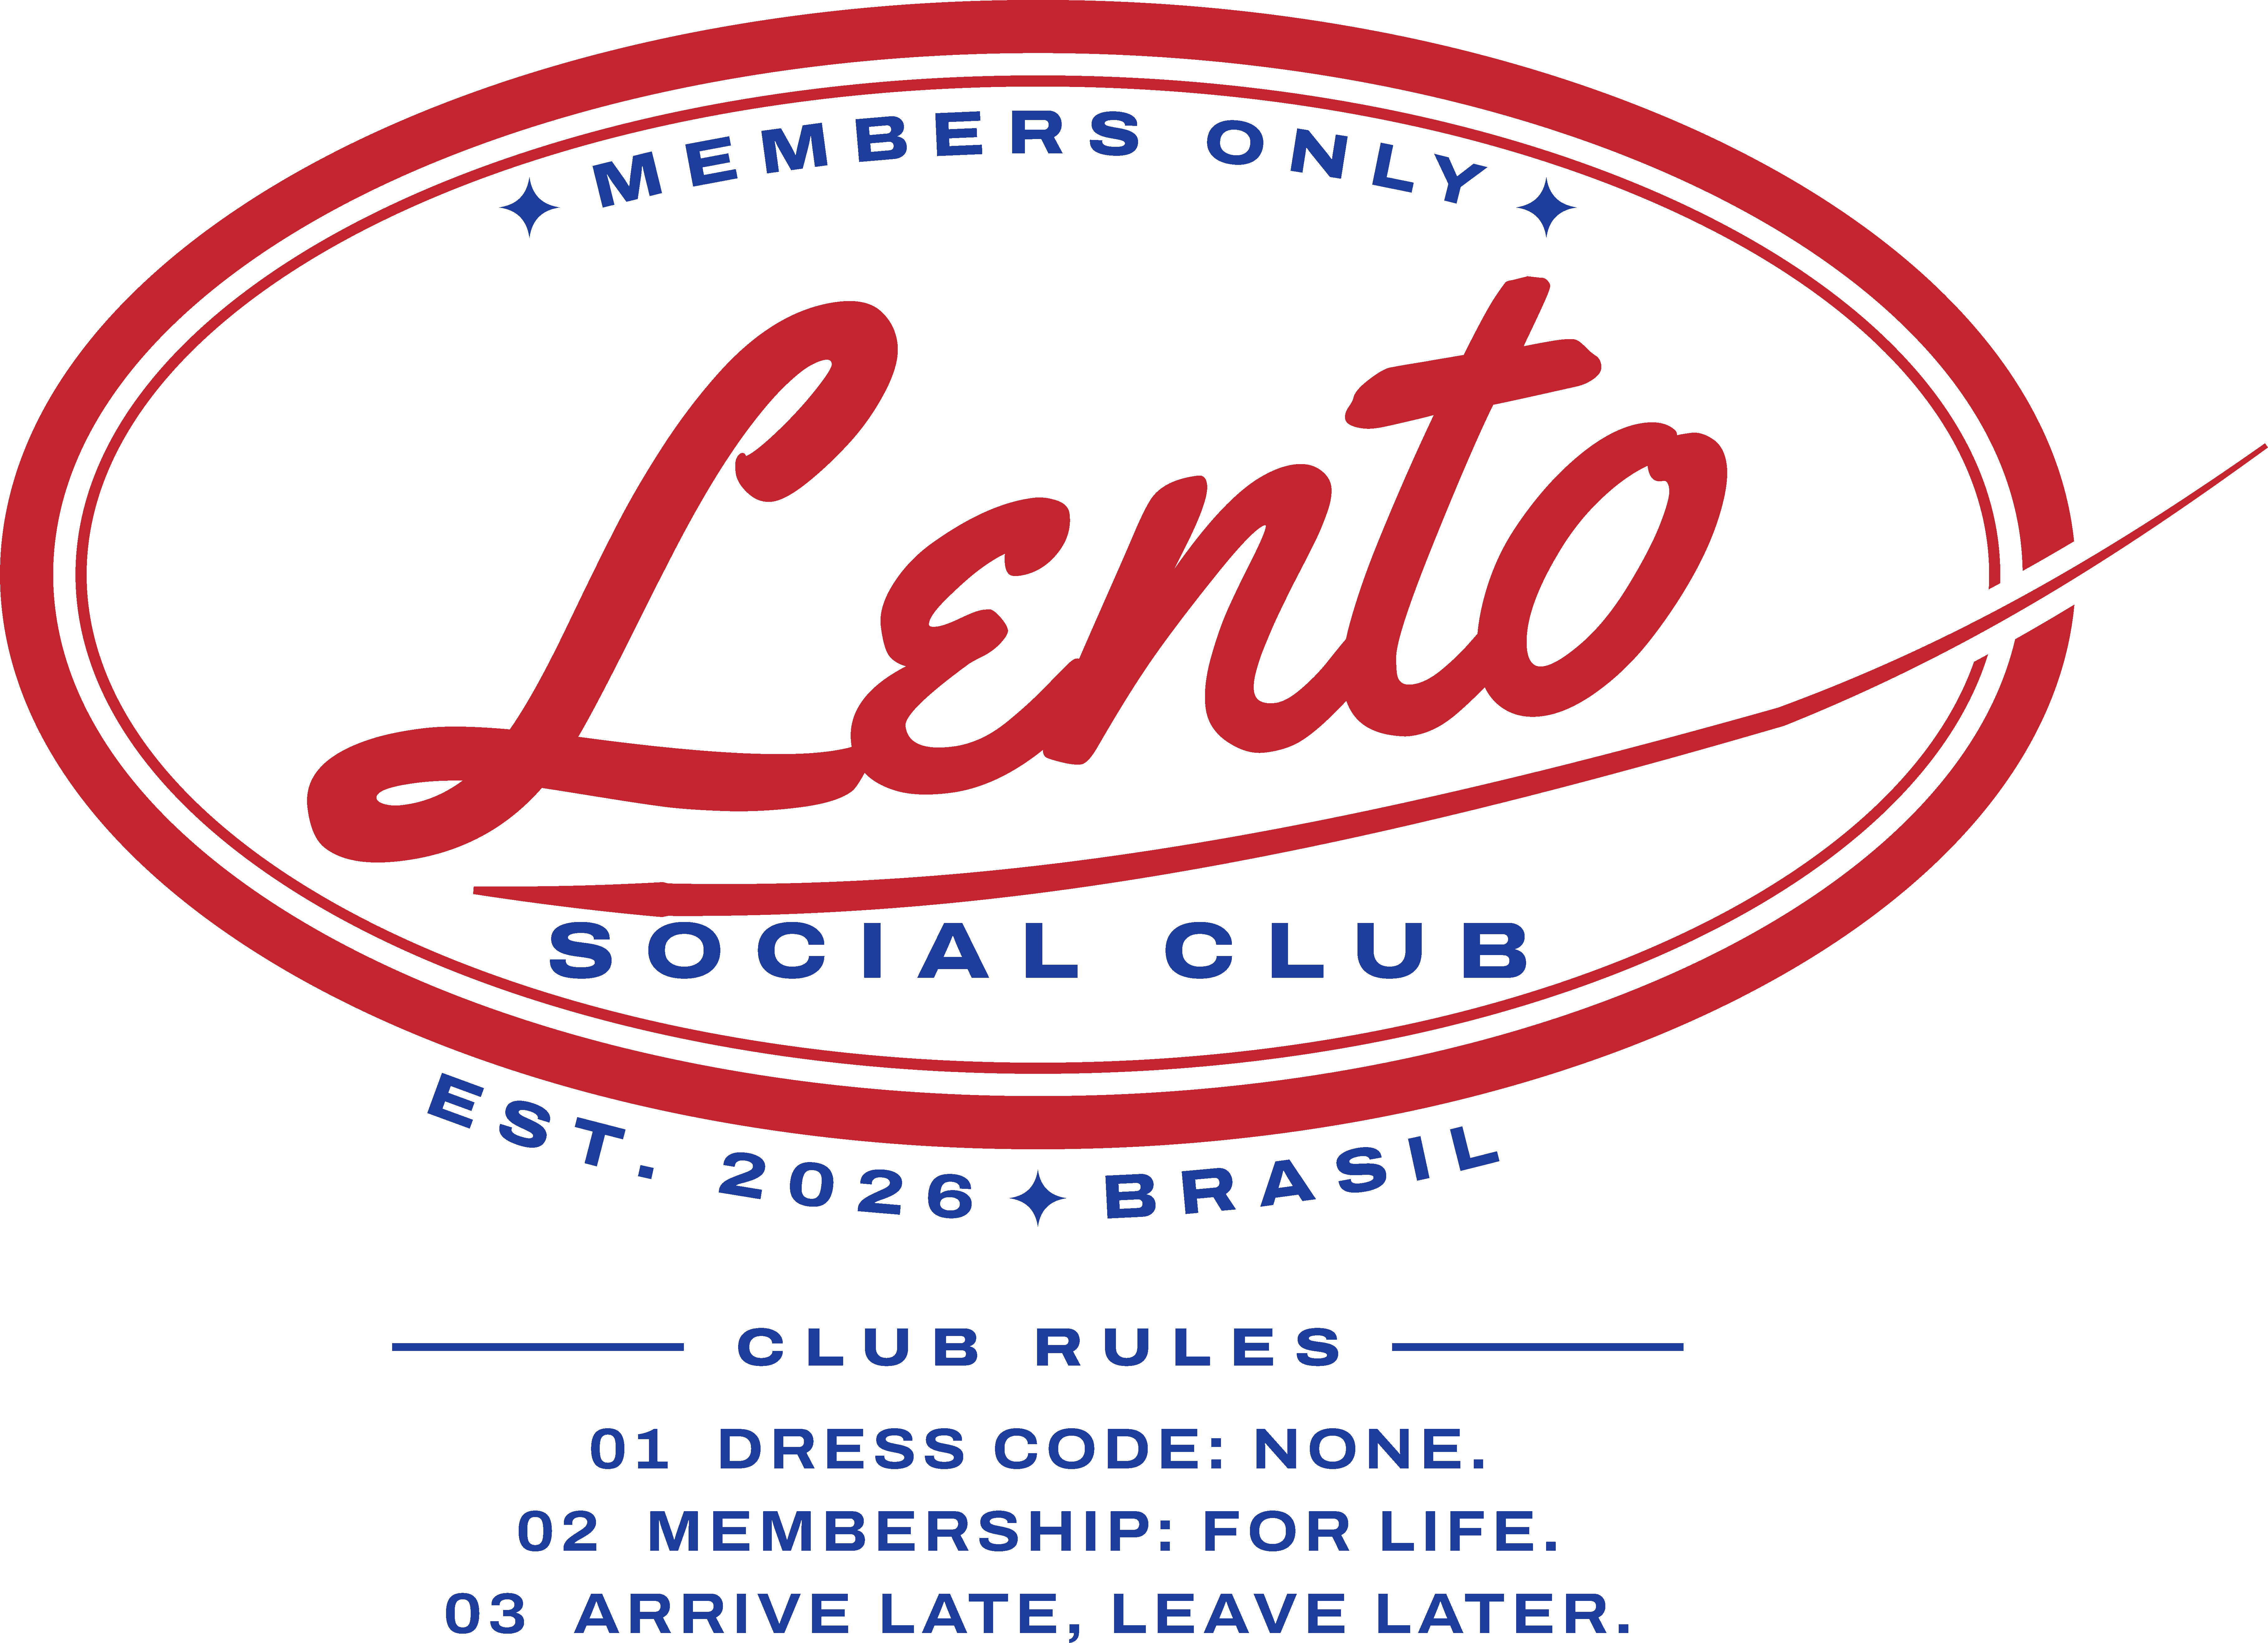 MEMBERS ONLY
Lento
SOCIAL CLUB
EST. 2026 ✦ BRASIL
CLUB RULES
01 DRESS CODE: NONE.
02 MEMBERSHIP: FOR LIFE.
03 ARRIVE LATE, LEAVE LATER.